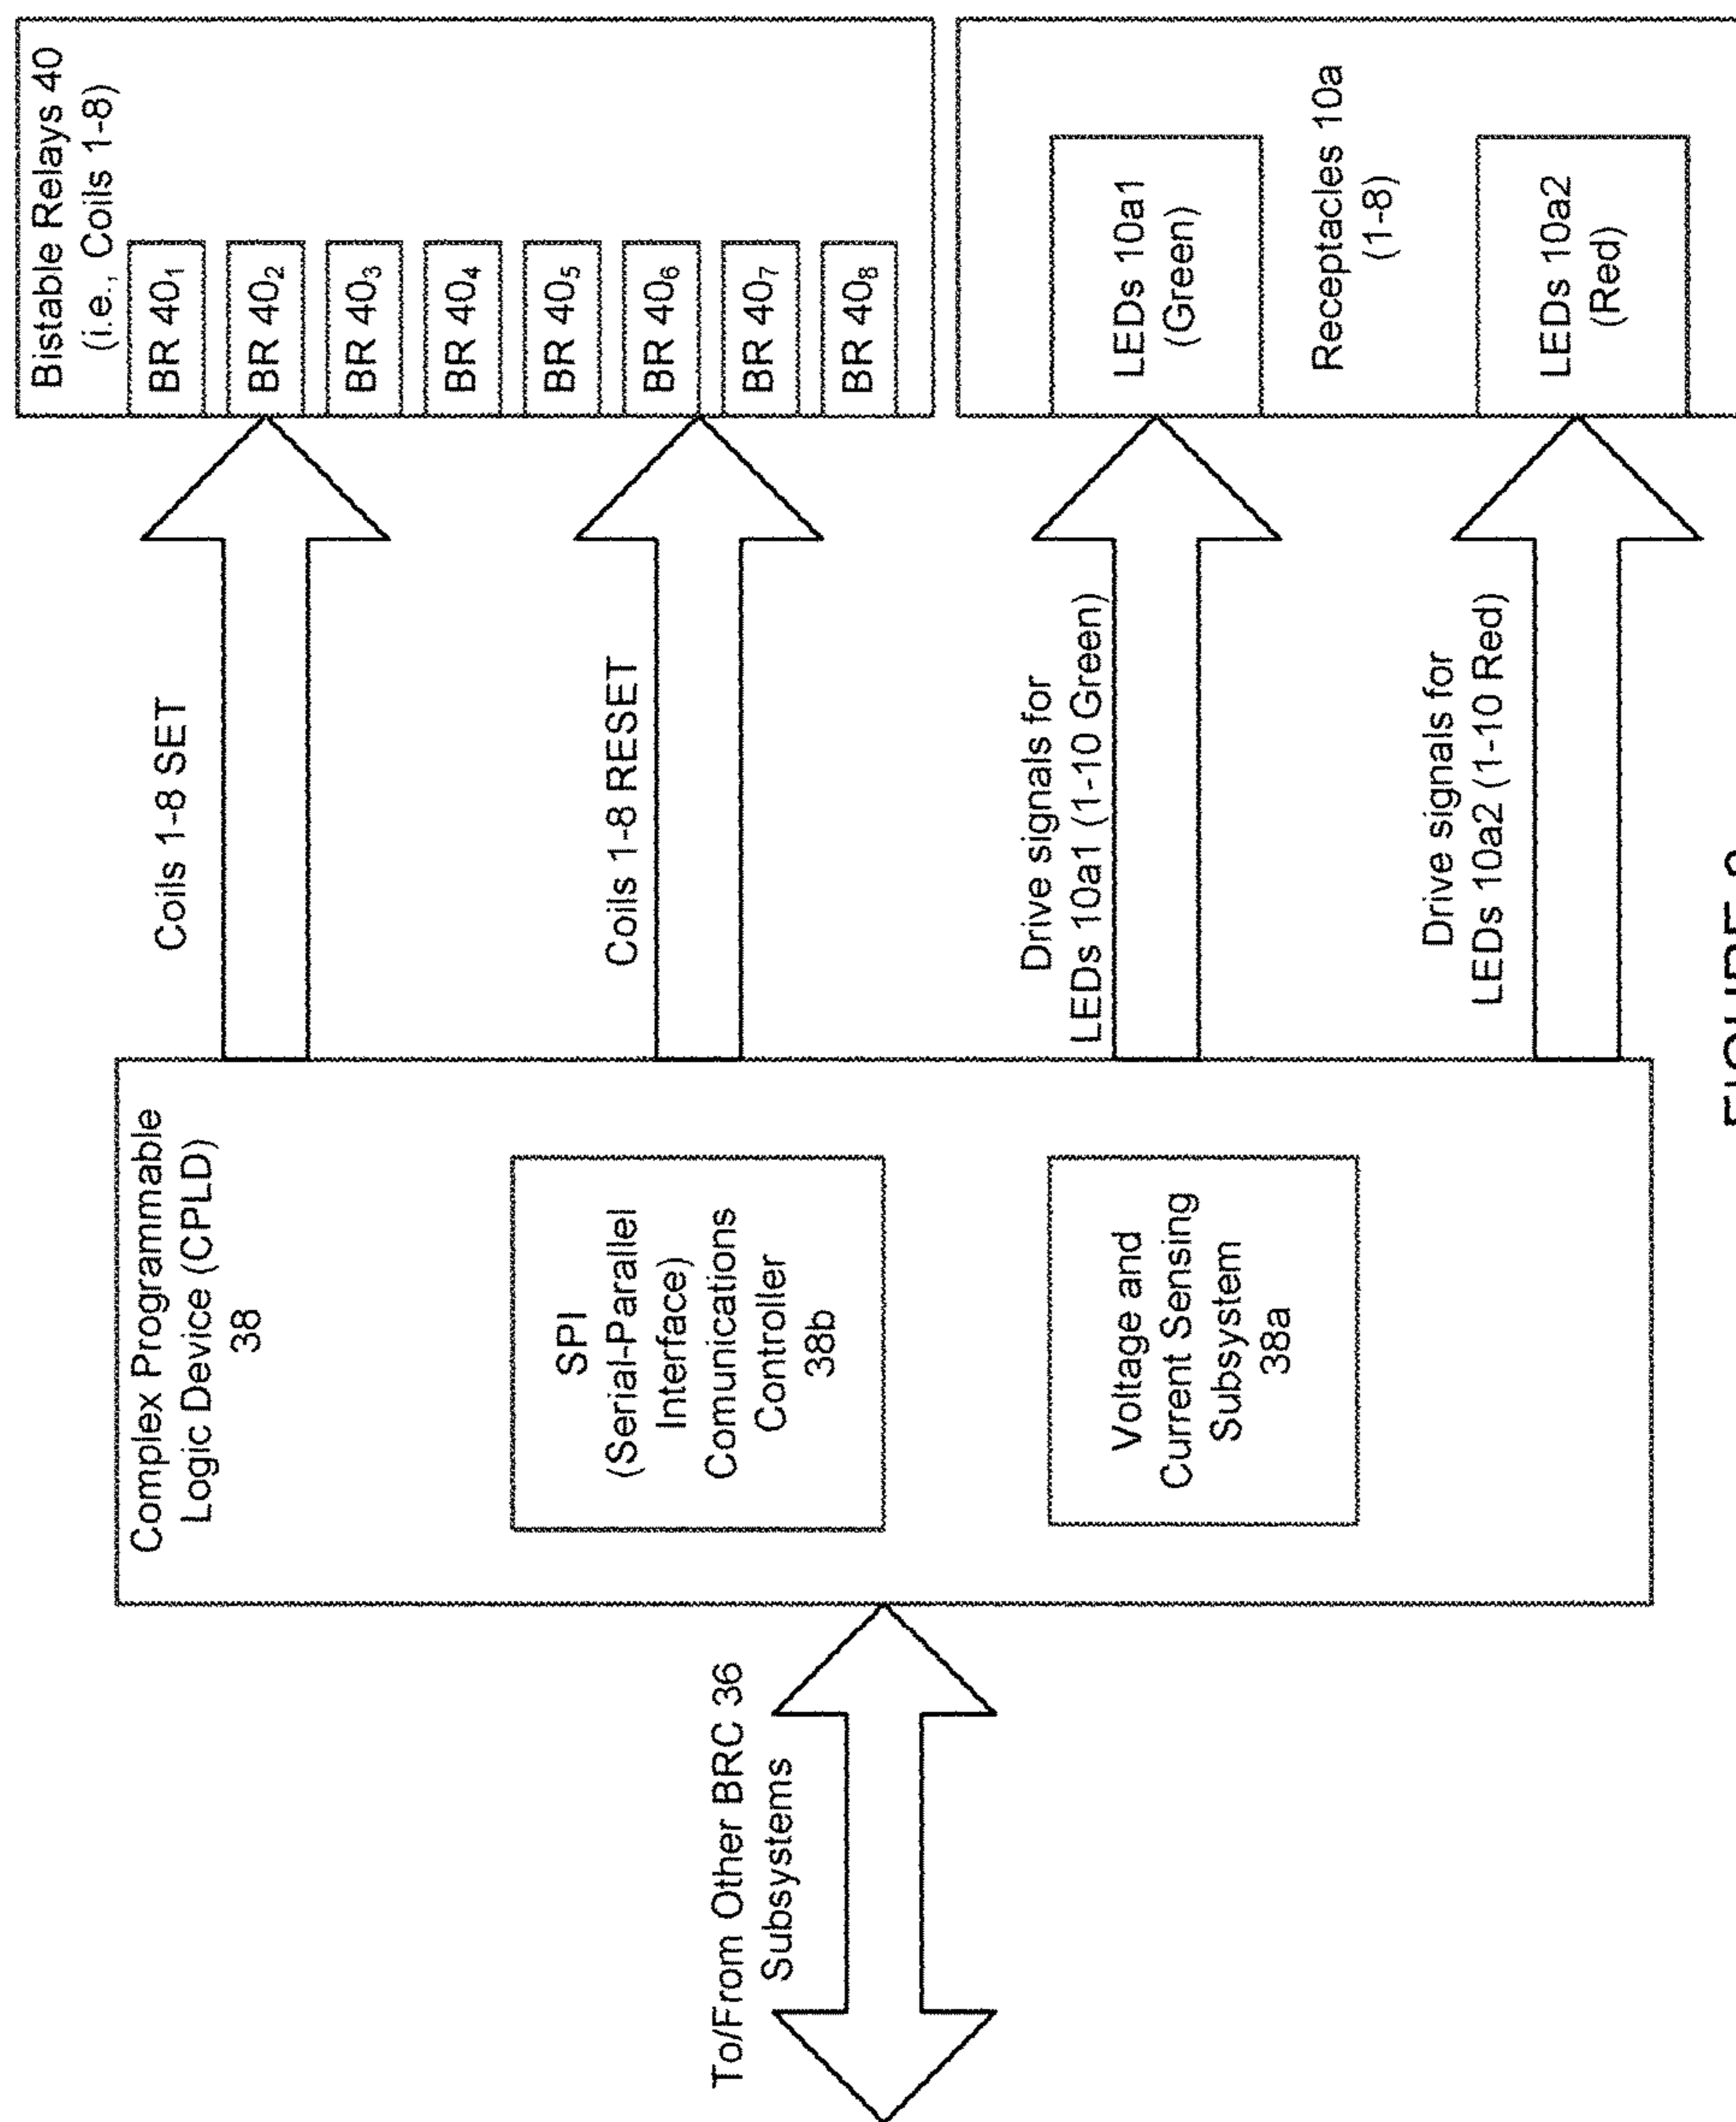 To/From Other BRC 36
Subsystems
Complex Programmable
Logic Device (CPLD)
38
SPI
(Serial-Parallel
Interface)
Comunications
Controller
38b
Voltage and
Current Sensing
Subsystem
38a
Coils 1-8 SET
Coils 1-8 RESET
Drive signals for
LEDs 10a1 (1-10 Green)
Drive signals for
LEDs 10a2 (1-10 Red)
Bistable Relays 40
(i.e., Coils 1-8)
BR 40₁
BR 40₂
BR 40₃
BR 40₄
BR 40₅
BR 40₆
BR 40₇
BR 40₈
LEDs 10a1
(Green)
Receptacles 10a
(1-8)
LEDs 10a2
(Red)
FIGURE